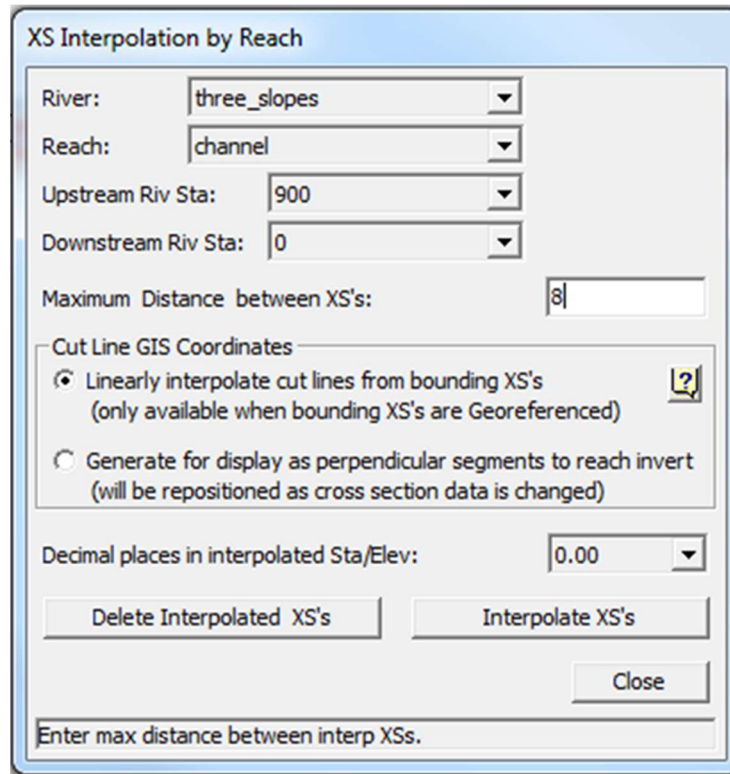 XS Interpolation by Reach
River: three_slopes
Reach: channel
Upstream Riv Sta: 900
Downstream Riv Sta: 0
Maximum Distance between XS's: 8
Cut Line GIS Coordinates
Linearly interpolate cut lines from bounding XS's
(only available when bounding XS's are Georeferenced)
?
Generate for display as perpendicular segments to reach invert
(will be repositioned as cross section data is changed)
Decimal places in interpolated Sta/Elev: 0.00
Delete Interpolated XS's Interpolate XS's
Close
Enter max distance between interp XSs.